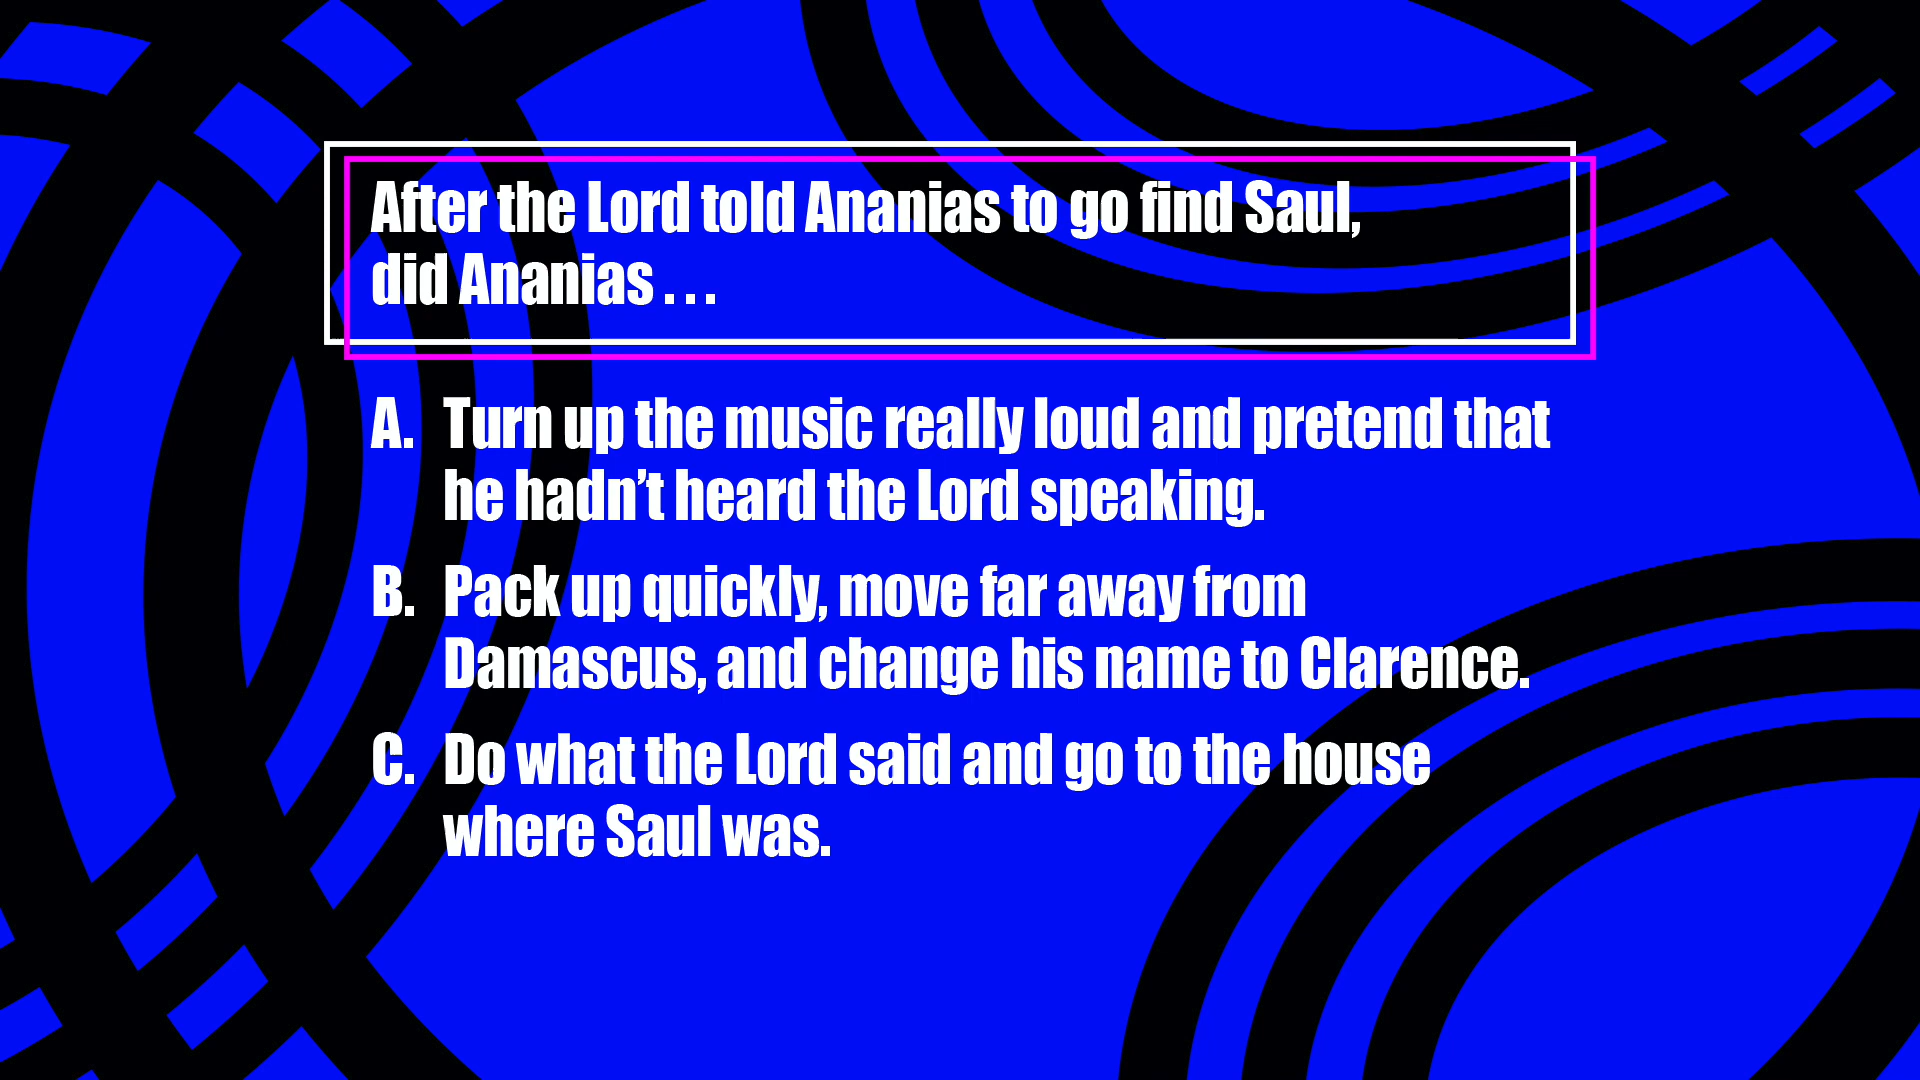 After the Lord told Ananias to go find Saul,
did Ananias . . .
A. Turn up the music really loud and pretend that
he hadn’t heard the Lord speaking.
B. Pack up quickly, move far away from
Damascus, and change his name to Clarence.
C. Do what the Lord said and go to the house
where Saul was.